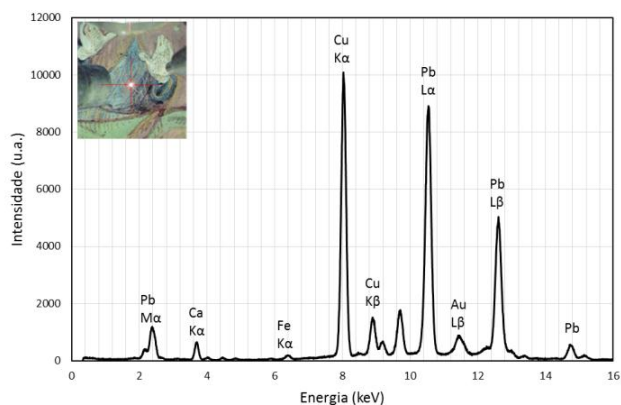 12000
10000
8000
6000
4000
2000
0
Intensidade (u.a.)
Pb
Mα
Ca
Kα
Fe
Kα
Cu
Kα
Cu
Kβ
Pb
Lα
Au
Lβ
Pb
Lβ
Pb
0 2 4 6 8 10 12 14 16
Energia (keV)